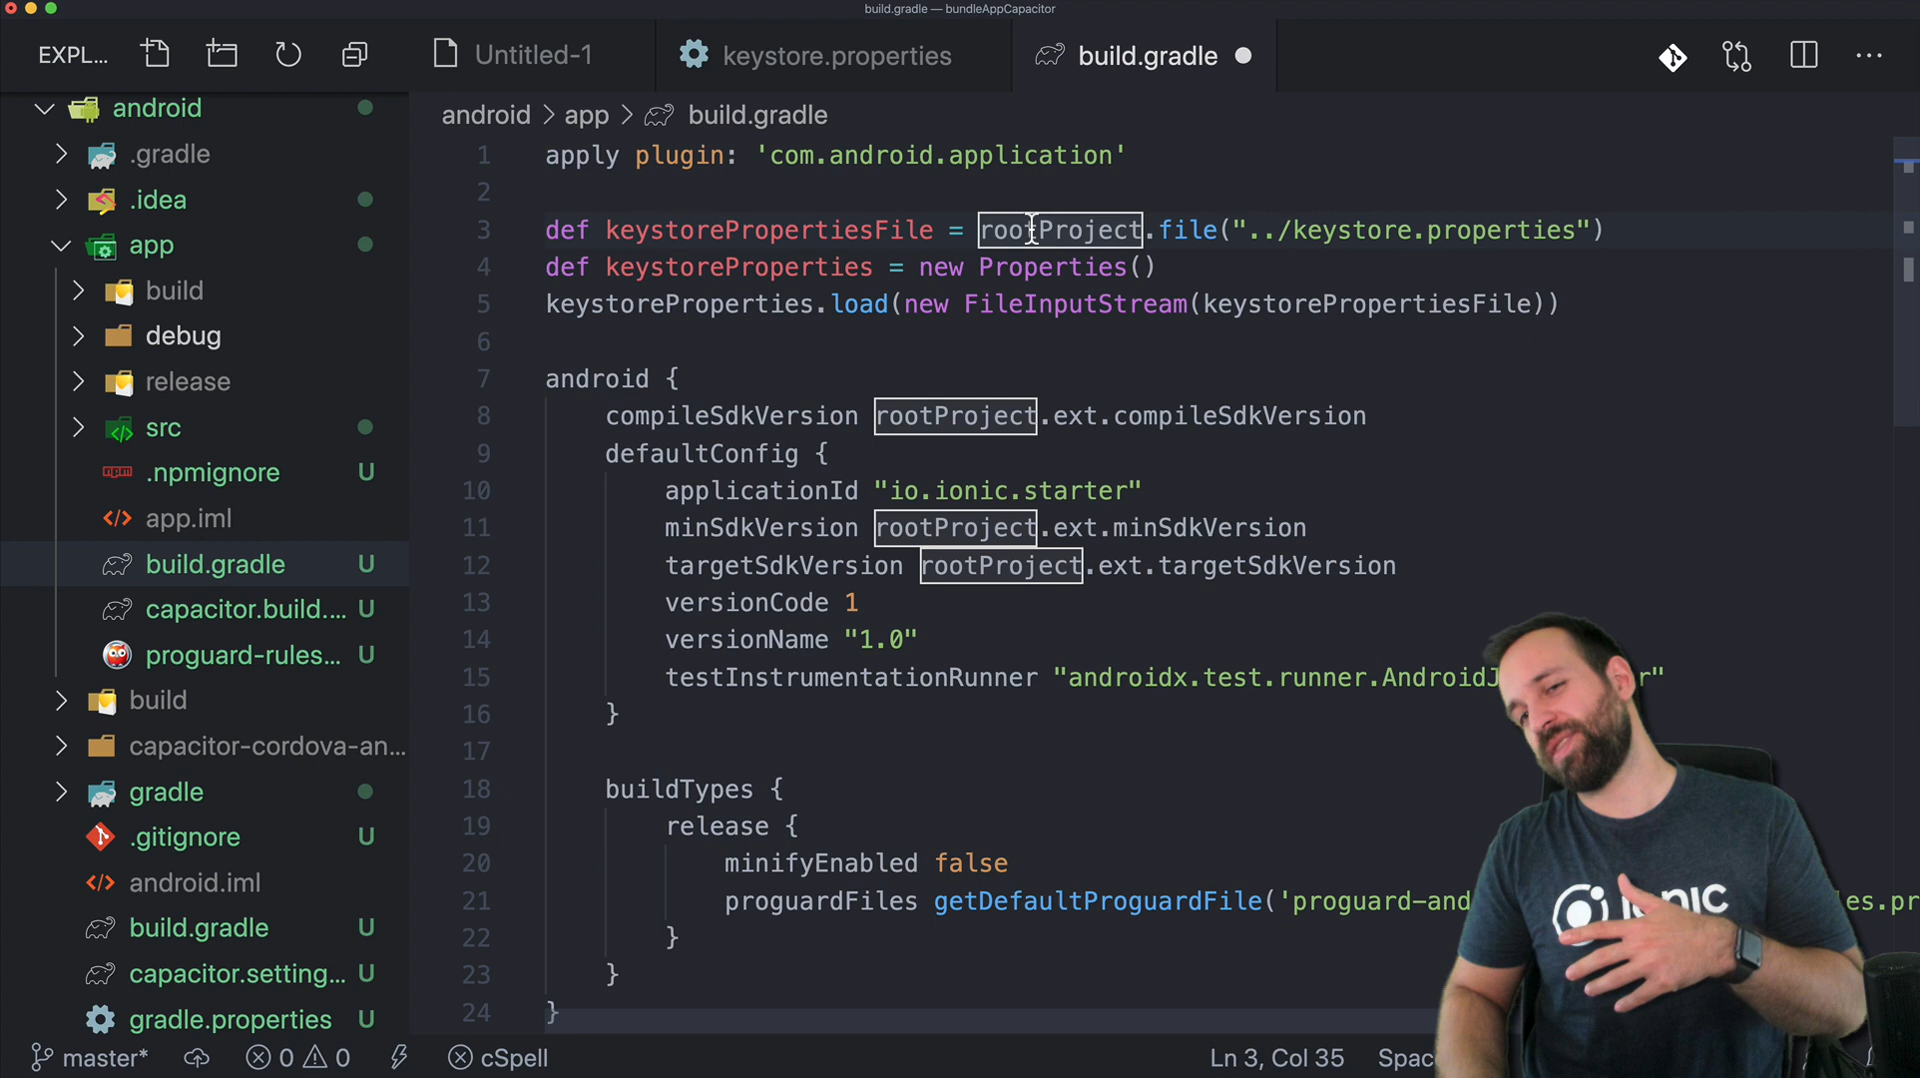 build.gradle — bundleAppCapacitor
EXPL...
Untitled-1
keystore.properties
build.gradle
android
.gradle
.idea
app
build
debug
release
src
.npmignore U
app.iml
build.gradle U
capacitor.build.... U
proguard-rules... U
build
capacitor-cordova-an...
gradle
.gitignore U
android.iml
build.gradle U
capacitor.setting... U
gradle.properties U
android > app > build.gradle
1 apply plugin: 'com.android.application'
2
3 def keystorePropertiesFile = rootProject.file("../keystore.properties")
4 def keystoreProperties = new Properties()
5 keystoreProperties.load(new FileInputStream(keystorePropertiesFile))
6
7 android {
8 compileSdkVersion rootProject.ext.compileSdkVersion
9 defaultConfig {
10 applicationId "io.ionic.starter"
11 minSdkVersion rootProject.ext.minSdkVersion
12 targetSdkVersion rootProject.ext.targetSdkVersion
13 versionCode 1
14 versionName "1.0"
15 testInstrumentationRunner "androidx.test.runner.AndroidJ r"
16 }
17
18 buildTypes {
19 release {
20 minifyEnabled false
21 proguardFiles getDefaultProguardFile('proguard-and es.pr
22 }
23 }
24 }
ionic
master* 0 0 cSpell Ln 3, Col 35 Spac